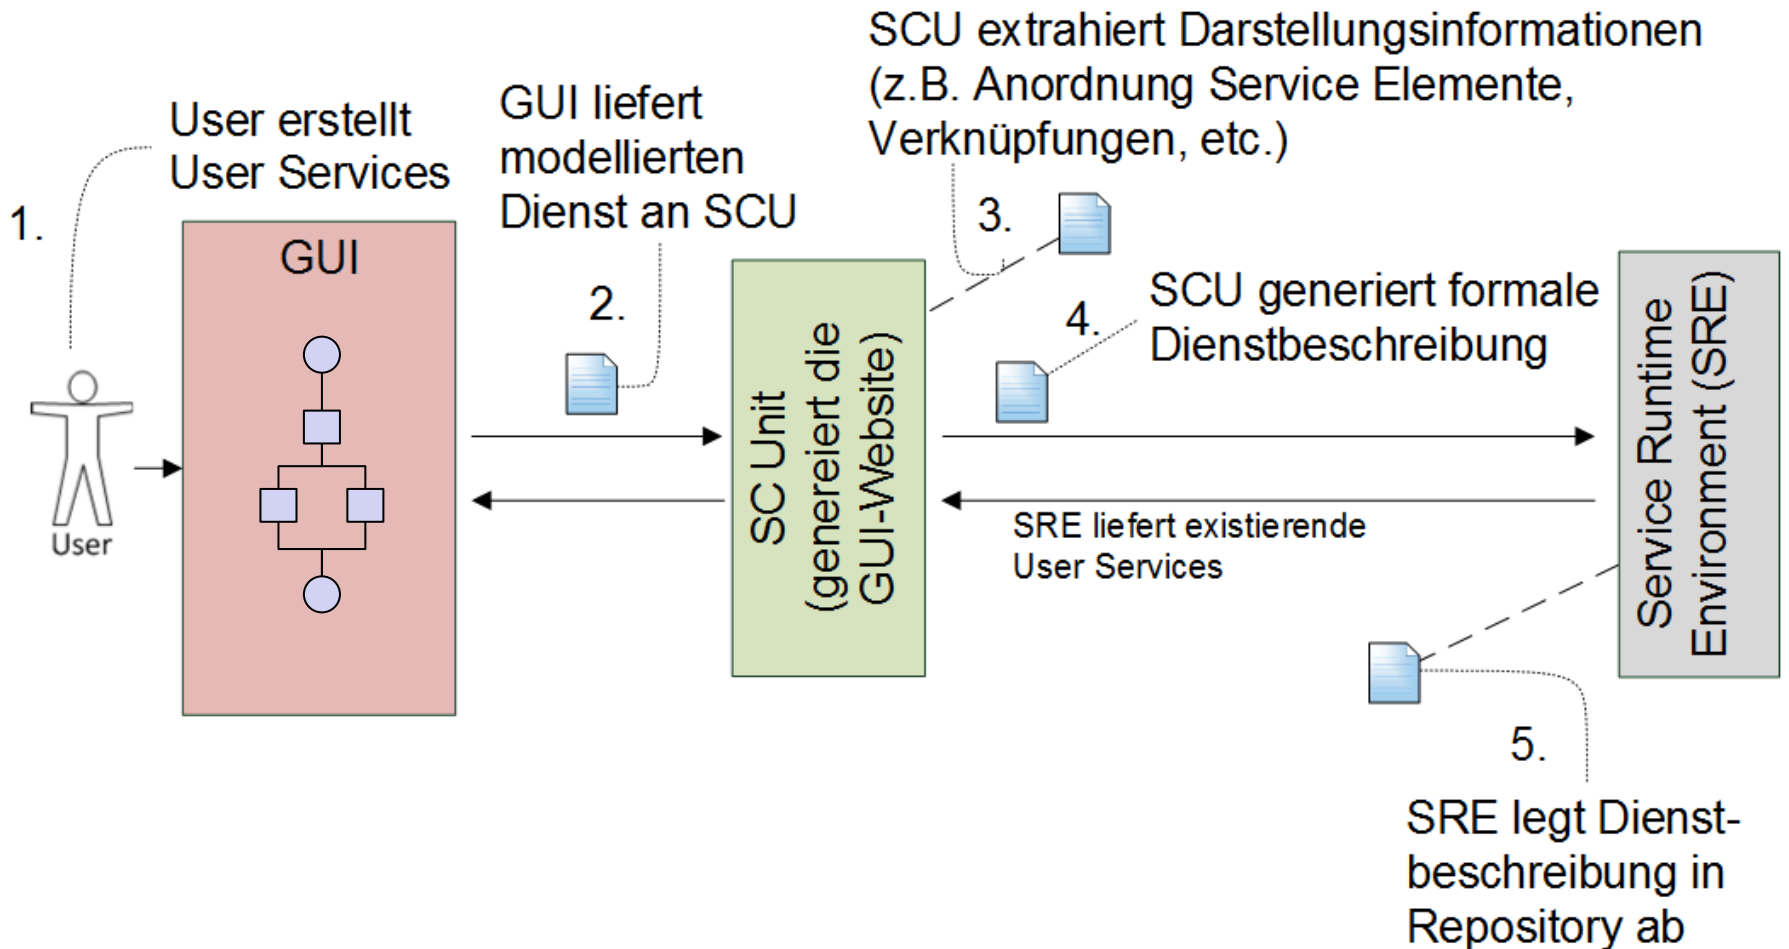 SCU extrahiert Darstellungsinformationen
(z.B. Anordnung Service Elemente,
Verknüpfungen, etc.)
User erstellt
User Services
GUI liefert
modellierten
Dienst an SCU
1.
GUI
2.
3.
4.
SCU generiert formale
Dienstbeschreibung
User
SC Unit
(genereiert die
GUI-Website)
SRE liefert existierende
User Services
Service Runtime
Environment (SRE)
5.
SRE legt Dienst-
beschreibung in
Repository ab